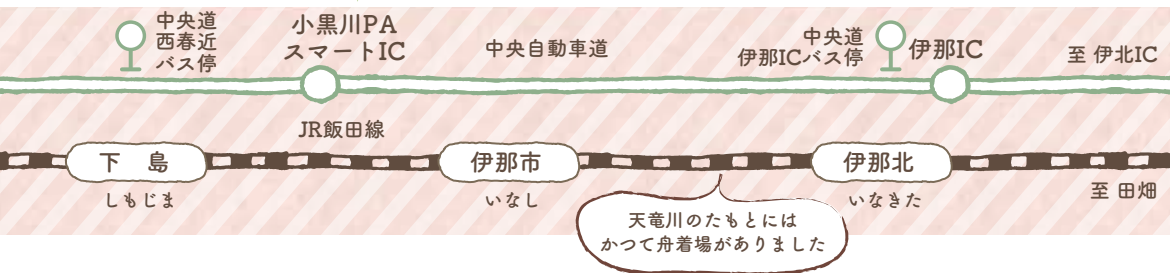 中央道
西春近
バス停
小黒川PA
スマートIC
中央自動車道
中央道
伊那ICバス停
伊那IC
至 伊北IC
JR飯田線
下 島
しもじま
伊那市
いなし
伊那北
いなきた
至 田畑
天竜川のたもとには
かつて舟着場がありました